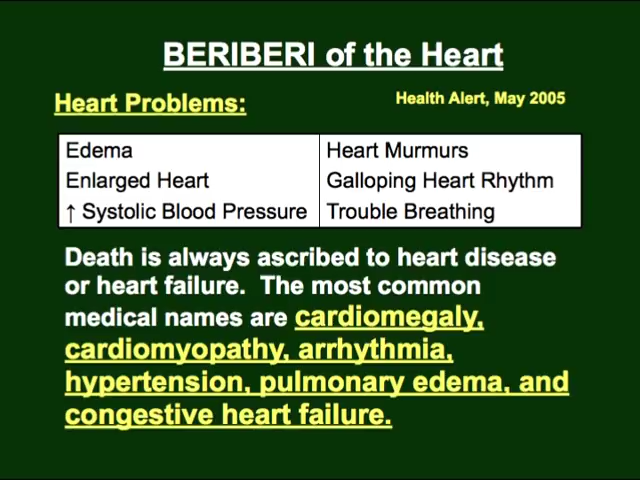 BERIBERI of the Heart
Heart Problems:
Health Alert, May 2005
Edema
Enlarged Heart
↑ Systolic Blood Pressure
Heart Murmurs
Galloping Heart Rhythm
Trouble Breathing
Death is always ascribed to heart disease
or heart failure.  The most common
medical names are cardiomegaly,
cardiomyopathy, arrhythmia,
hypertension, pulmonary edema, and
congestive heart failure.